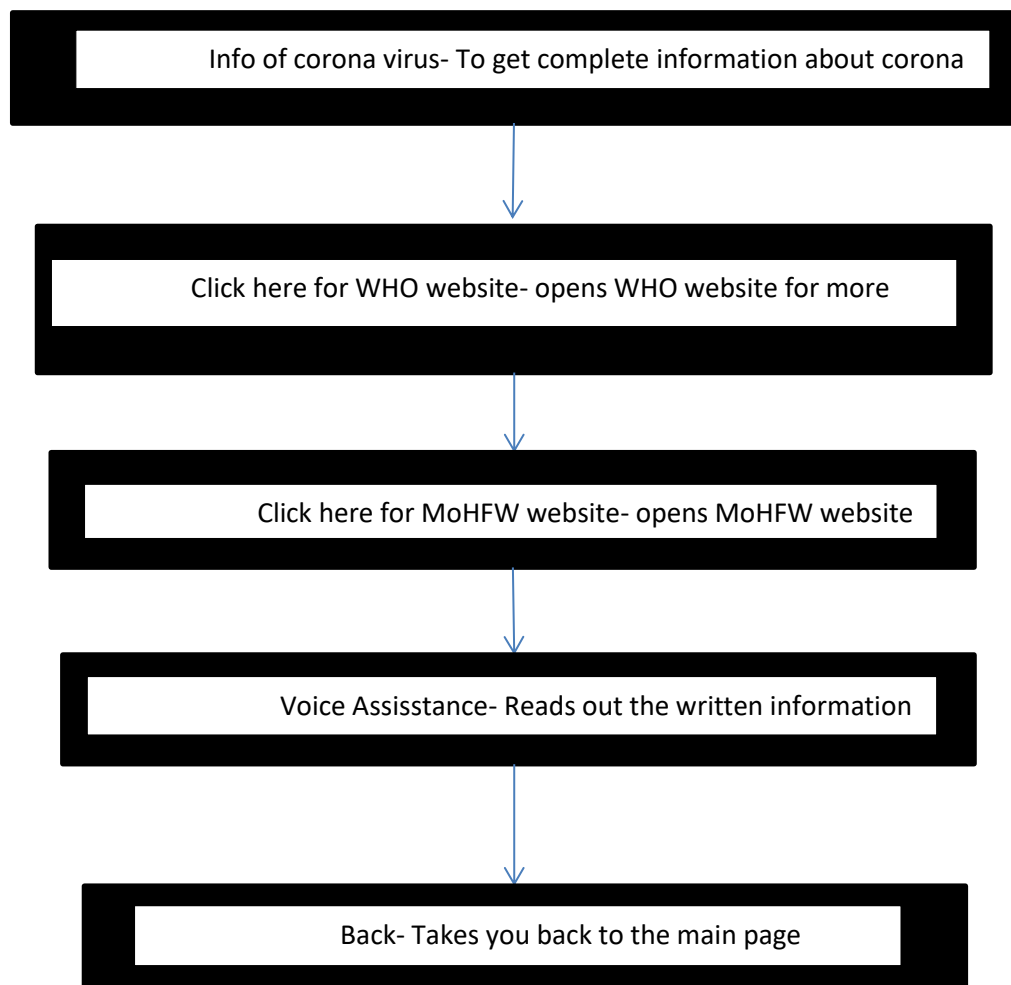 Info of corona virus- To get complete information about corona
Click here for WHO website- opens WHO website for more
Click here for MoHFW website- opens MoHFW website
Voice Assisstance- Reads out the written information
Back- Takes you back to the main page